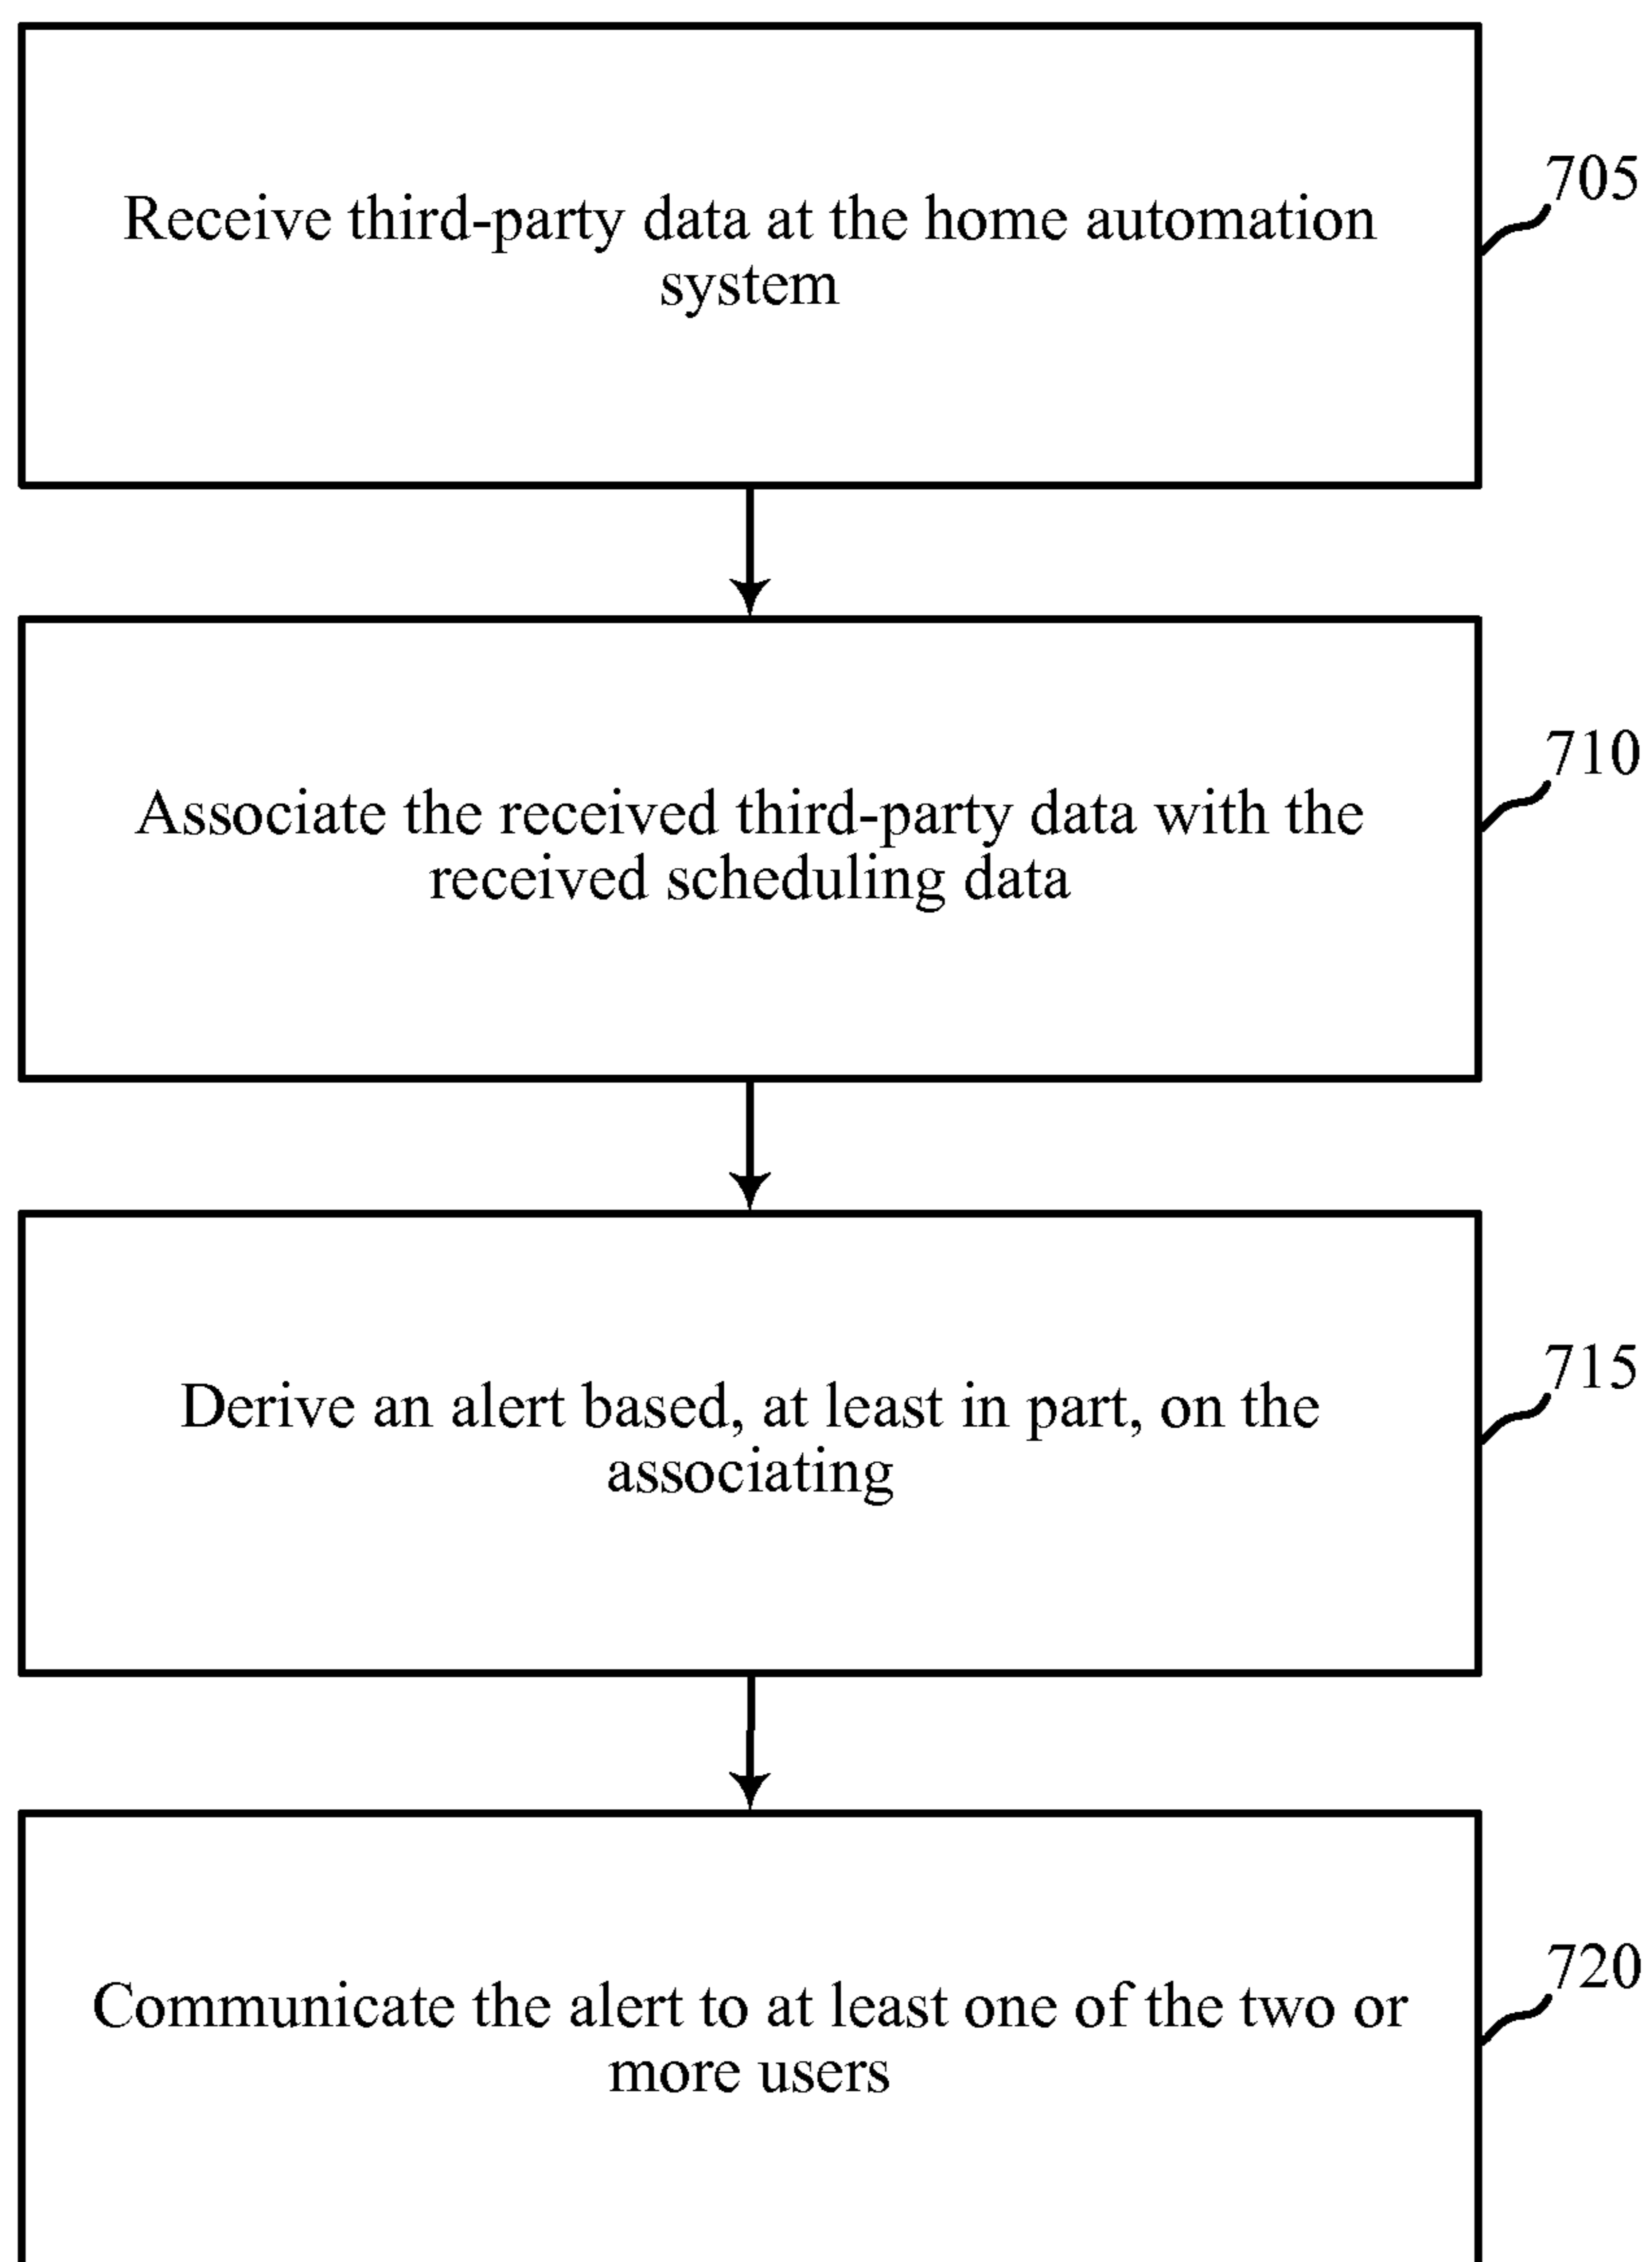 Receive third-party data at the home automation
system
705
Associate the received third-party data with the
received scheduling data
710
Derive an alert based, at least in part, on the
associating
715
Communicate the alert to at least one of the two or
more users
720